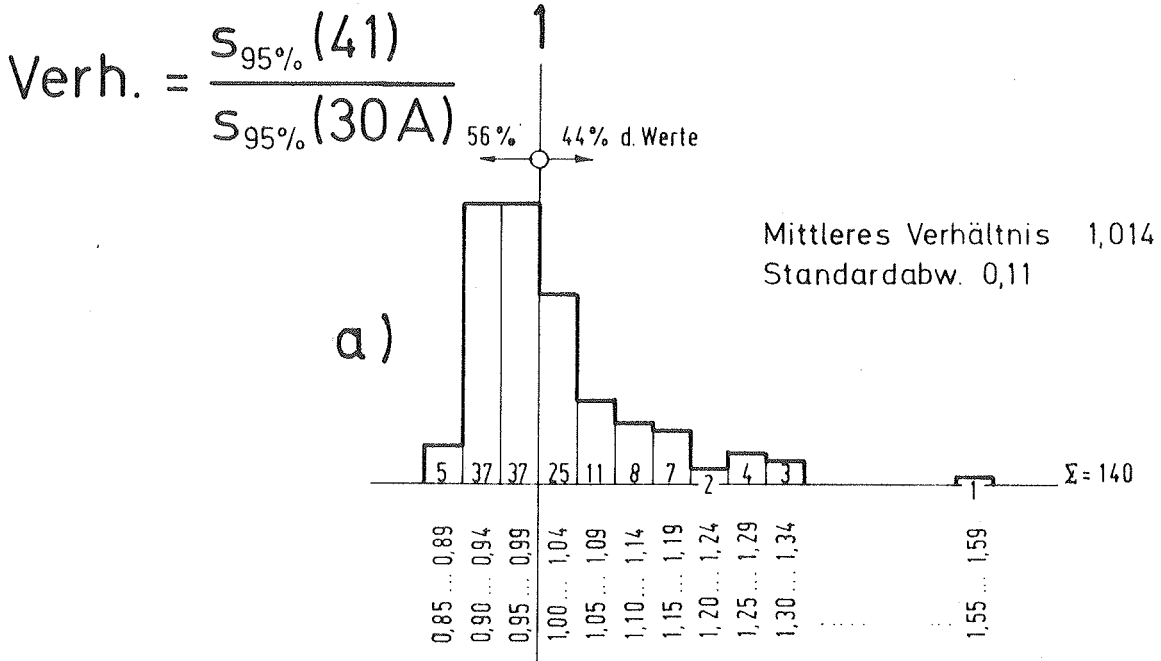 1
Verh. = s95% (41) / s95% (30 A)
56% 44% d. Werte
Mittleres Verhältnis 1,014
Standardabw. 0,11
a)
5 37 37 25 11 8 7 2 4 3 1 Σ = 140
0,85 ... 0,89
0,90 ... 0,94
0,95 ... 0,99
1,00 ... 1,04
1,05 ... 1,09
1,10 ... 1,14
1,15 ... 1,19
1,20 ... 1,24
1,25 ... 1,29
1,30 ... 1,34
..... ...
1,55 ... 1,59